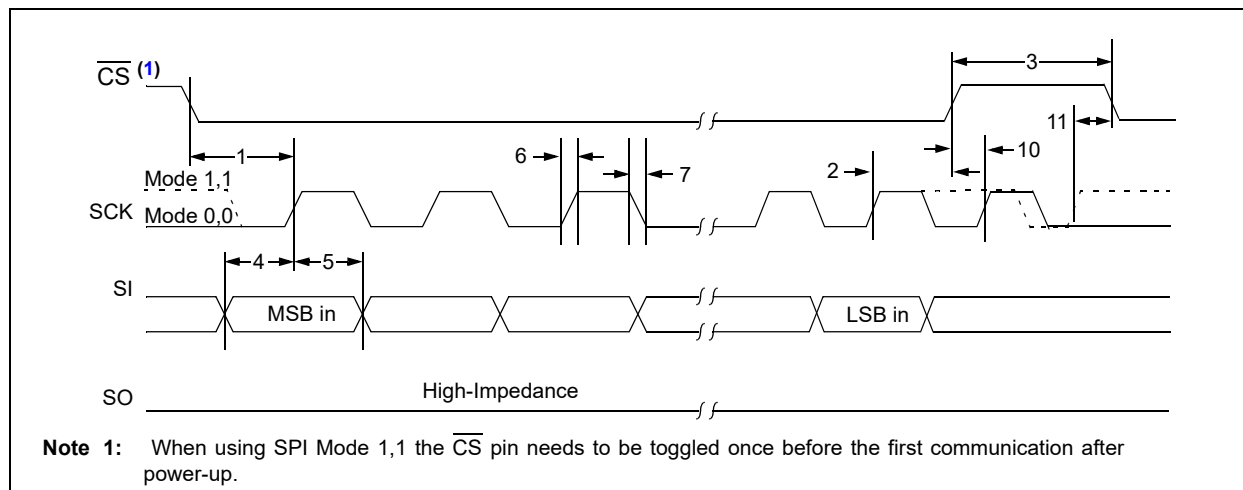 CS (1)
3
11
1
6
7
2
10
Mode 1,1
SCK
Mode 0,0
4
5
SI
MSB in
LSB in
High-Impedance
SO
Note 1: When using SPI Mode 1,1 the CS pin needs to be toggled once before the first communication after
power-up.